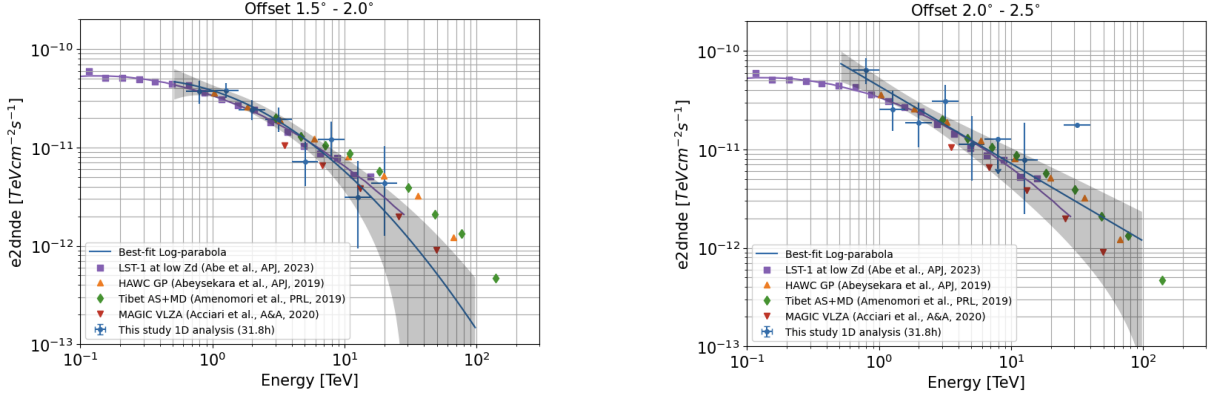 Offset 1.5° - 2.0°
e2dnde [TeVcm⁻²s⁻¹]
10⁻¹⁰
10⁻¹¹
10⁻¹²
10⁻¹³
Best-fit Log-parabola
LST-1 at low Zd (Abe et al., APJ, 2023)
HAWC GP (Abeysekara et al., APJ, 2019)
Tibet AS+MD (Amenomori et al., PRL, 2019)
MAGIC VLZA (Acciari et al., A&A, 2020)
This study 1D analysis (31.8h)
10⁻¹ 10⁰ 10¹ 10²
Energy [TeV]
Offset 2.0° - 2.5°
e2dnde [TeVcm⁻²s⁻¹]
10⁻¹⁰
10⁻¹¹
10⁻¹²
10⁻¹³
Best-fit Log-parabola
LST-1 at low Zd (Abe et al., APJ, 2023)
HAWC GP (Abeysekara et al., APJ, 2019)
Tibet AS+MD (Amenomori et al., PRL, 2019)
MAGIC VLZA (Acciari et al., A&A, 2020)
This study 1D analysis (31.8h)
10⁻¹ 10⁰ 10¹ 10²
Energy [TeV]